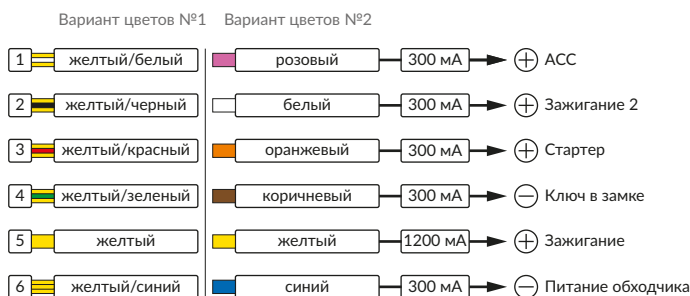 Вариант цветов №1 Вариант цветов №2
1 желтый/белый розовый 300 мА + ACC
2 желтый/черный белый 300 мА + Зажигание 2
3 желтый/красный оранжевый 300 мА + Стартер
4 желтый/зеленый коричневый 300 мА − Ключ в замке
5 желтый желтый 1200 мА + Зажигание
6 желтый/синий синий 300 мА − Питание обходчика